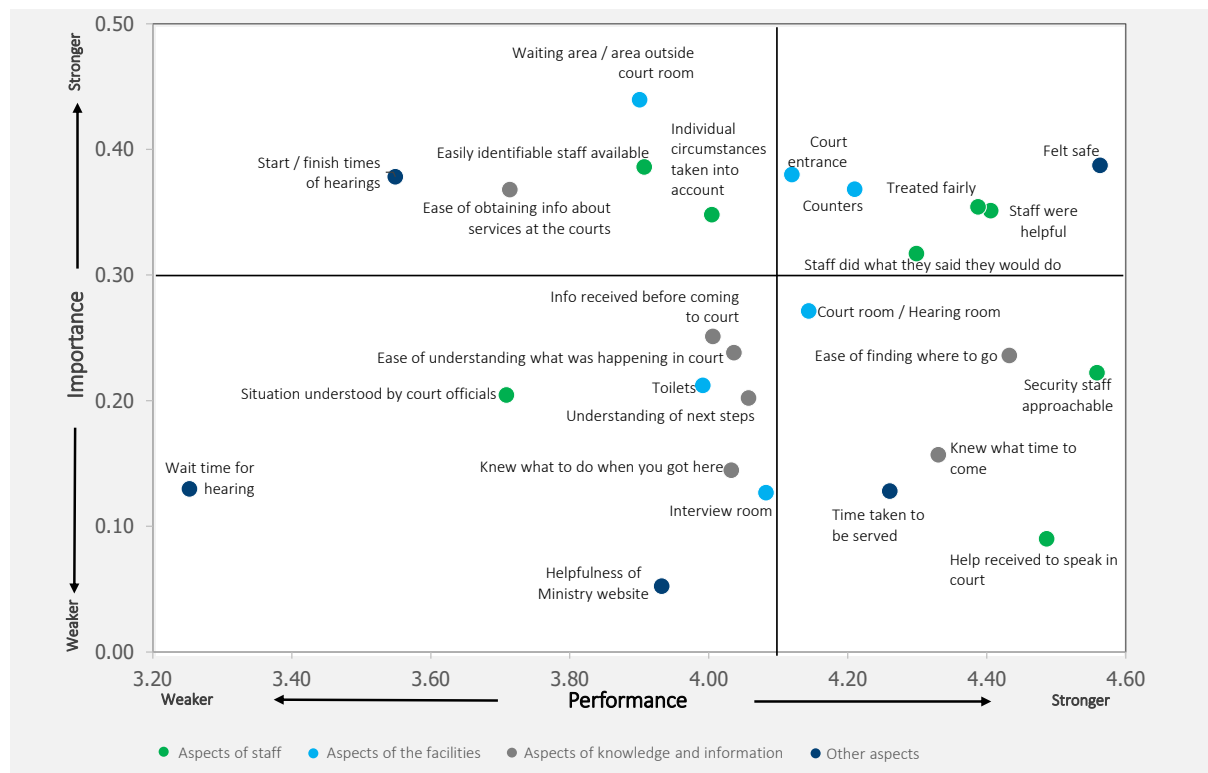 0.50
Stronger
Waiting area / area outside
court room
0.40
Individual
circumstances
taken into
account
Easily identifiable staff available
Start / finish times
of hearings
Ease of obtaining info about
services at the courts
Court
entrance
Counters
Treated fairly
Felt safe
Staff were
helpful
Staff did what they said they would do
0.30
Importance
Info received before coming
to court
Court room / Hearing room
Ease of understanding what was happening in court
Ease of finding where to go
Situation understood by court officials
Toilets
Security staff
approachable
0.20
Understanding of next steps
Knew what time to
come
Wait time for
hearing
Knew what to do when you got here
Interview room
Time taken to
be served
0.10
Help received to speak in
court
Helpfulness of
Ministry website
Weaker
0.00
3.20
3.40
3.60
3.80
4.00
4.20
4.40
4.60
Weaker
Performance
Stronger
Aspects of staff
Aspects of the facilities
Aspects of knowledge and information
Other aspects